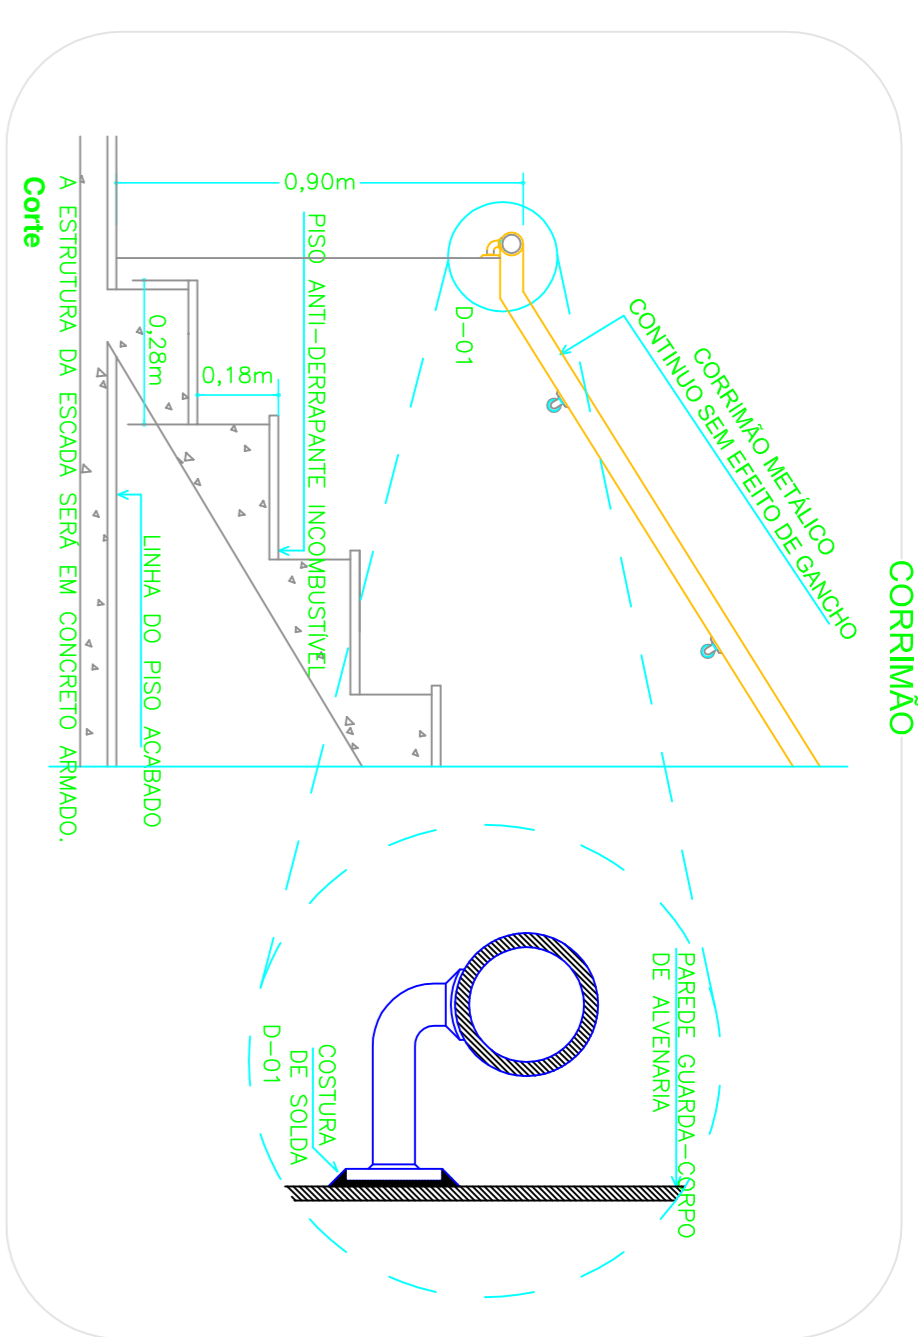 CORRIMÃO
CORRIMÃO METÁLICO
CONTINUO SEM EFEITO DE GANCHO
D-01
0,90m
PISO ANTI-DERRAPANTE INCOMBUSTÍVEL
0,18m
0,28m
LINHA DO PISO ACABADO
A ESTRUTURA DA ESCADA SERÁ EM CONCRETO ARMADO.
Corte
PAREDE GUARDA-CORPO
DE ALVENARIA
COSTURA
DE SOLDA
D-01